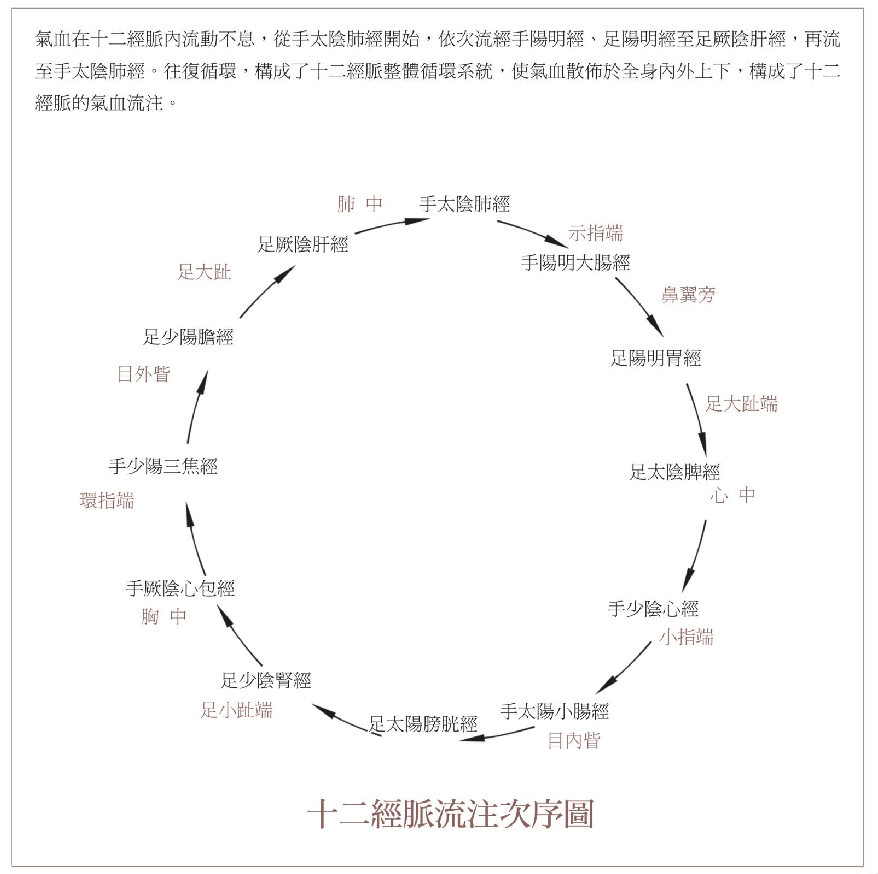 氣血在十二經脈內流動不息，從手太陰肺經開始，依次流經手陽明經、足陽明經至足厥陰肝經，再流
至手太陰肺經。往復循環，構成了十二經脈整體循環系統，使氣血散佈於全身內外上下，構成了十二
經脈的氣血流注。
肺 中
手太陰肺經
示指端
手陽明大腸經
鼻翼旁
足陽明胃經
足大趾端
足太陰脾經
心 中
手少陰心經
小指端
手太陽小腸經
目內眥
足太陽膀胱經
足小趾端
足少陰腎經
胸 中
手厥陰心包經
環指端
手少陽三焦經
目外眥
足少陽膽經
足大趾
足厥陰肝經
十二經脈流注次序圖